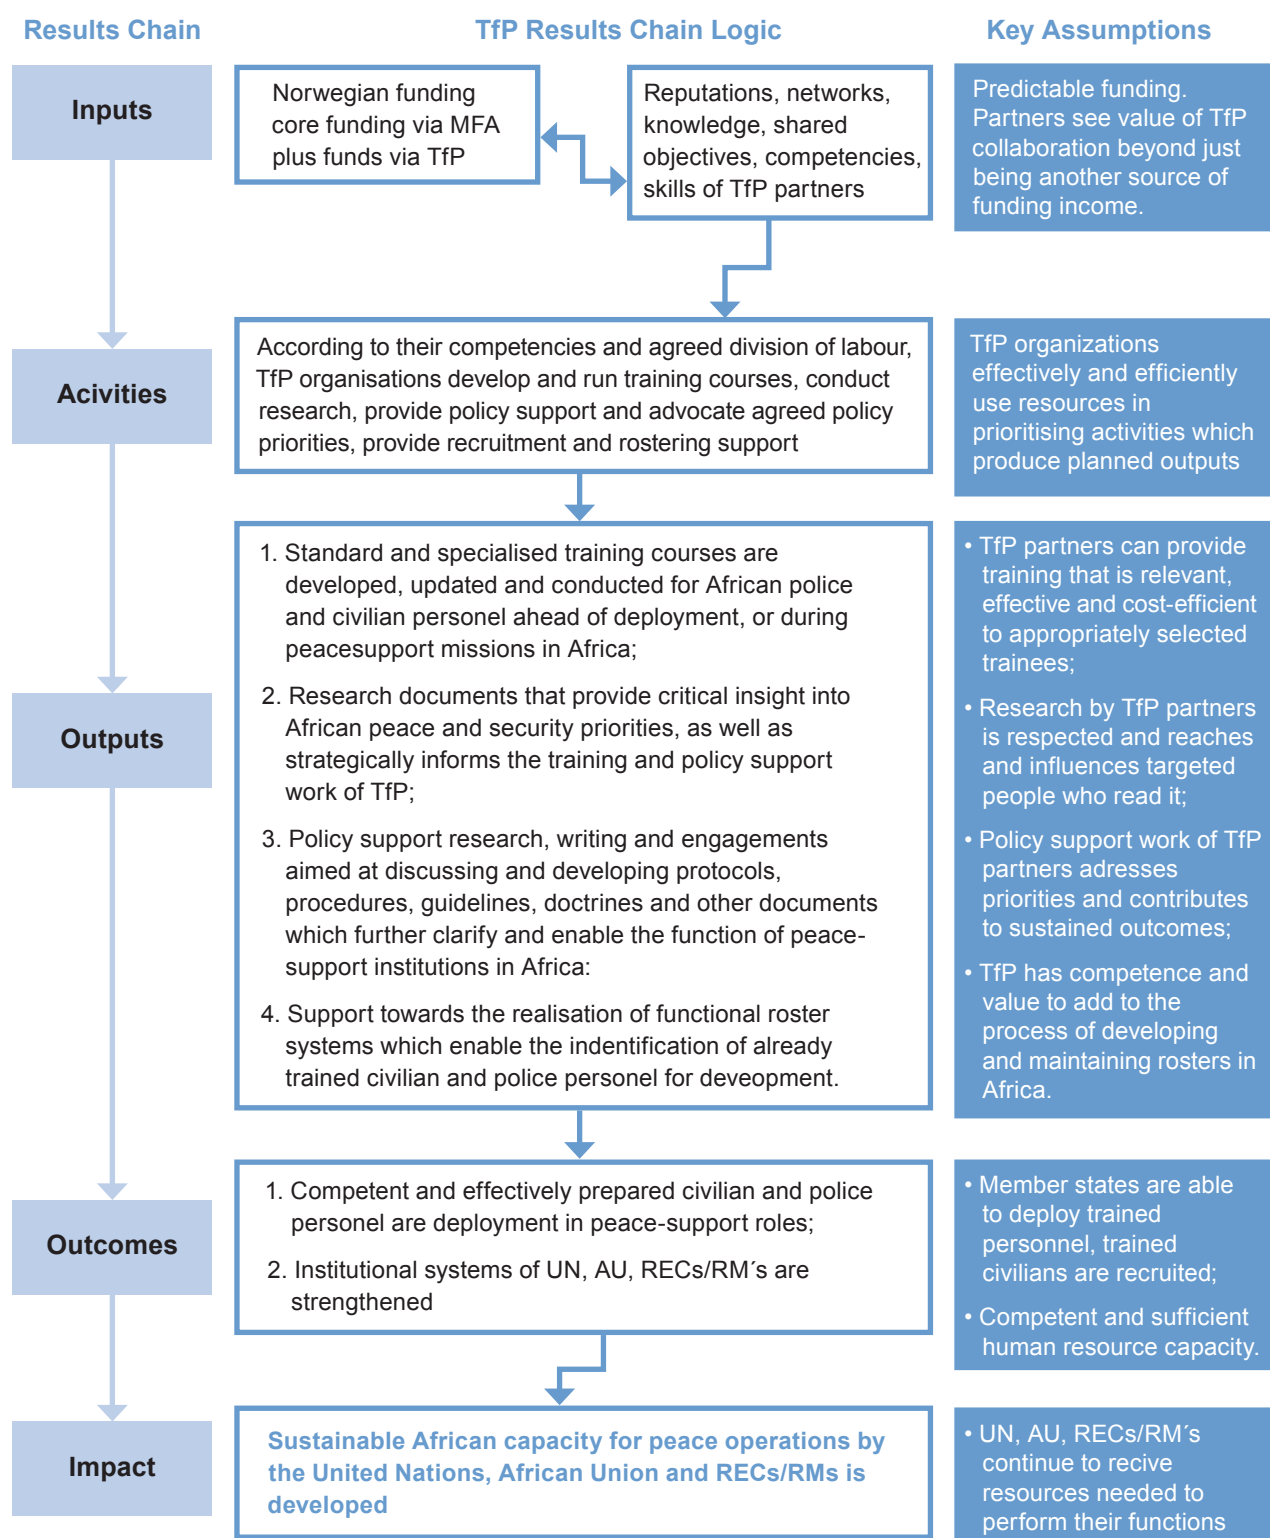 Results Chain
TfP Results Chain Logic
Key Assumptions
Inputs
Norwegian funding
core funding via MFA
plus funds via TfP
Reputations, networks,
knowledge, shared
objectives, competencies,
skills of TfP partners
Predictable funding.
Partners see value of TfP
collaboration beyond just
being another source of
funding income.
Acivities
According to their competencies and agreed division of labour,
TfP organisations develop and run training courses, conduct
research, provide policy support and advocate agreed policy
priorities, provide recruitment and rostering support
TfP organizations
effectively and efficiently
use resources in
prioritising activities which
produce planned outputs
Outputs
1. Standard and specialised training courses are
developed, updated and conducted for African police
and civilian personel ahead of deployment, or during
peacesupport missions in Africa;
2. Research documents that provide critical insight into
African peace and security priorities, as well as
strategically informs the training and policy support
work of TfP;
3. Policy support research, writing and engagements
aimed at discussing and developing protocols,
procedures, guidelines, doctrines and other documents
which further clarify and enable the function of peace-
support institutions in Africa:
4. Support towards the realisation of functional roster
systems which enable the indentification of already
trained civilian and police personel for deveopment.
• TfP partners can provide
training that is relevant,
effective and cost-efficient
to appropriately selected
trainees;
• Research by TfP partners
is respected and reaches
and influences targeted
people who read it;
• Policy support work of TfP
partners adresses
priorities and contributes
to sustained outcomes;
• TfP has competence and
value to add to the
process of developing
and maintaining rosters in
Africa.
Outcomes
1. Competent and effectively prepared civilian and police
personel are deployment in peace-support roles;
2. Institutional systems of UN, AU, RECs/RM´s are
strengthened
• Member states are able
to deploy trained
personnel, trained
civilians are recruited;
• Competent and sufficient
human resource capacity.
Impact
Sustainable African capacity for peace operations by
the United Nations, African Union and RECs/RMs is
developed
• UN, AU, RECs/RM´s
continue to recive
resources needed to
perform their functions